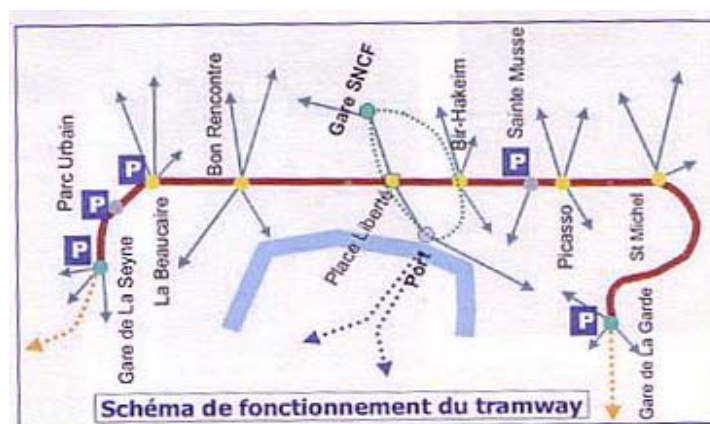 P
Parc Urbain
P
P
Gare de La Seyne
La Beaucaire
Bon Rencontre
Gare SNCF
Place Liberté
Port
Bir-Hakeim
Sainte Musse
P
Picasso
St Michel
P
Gare de La Garde
Schéma de fonctionnement du tramway